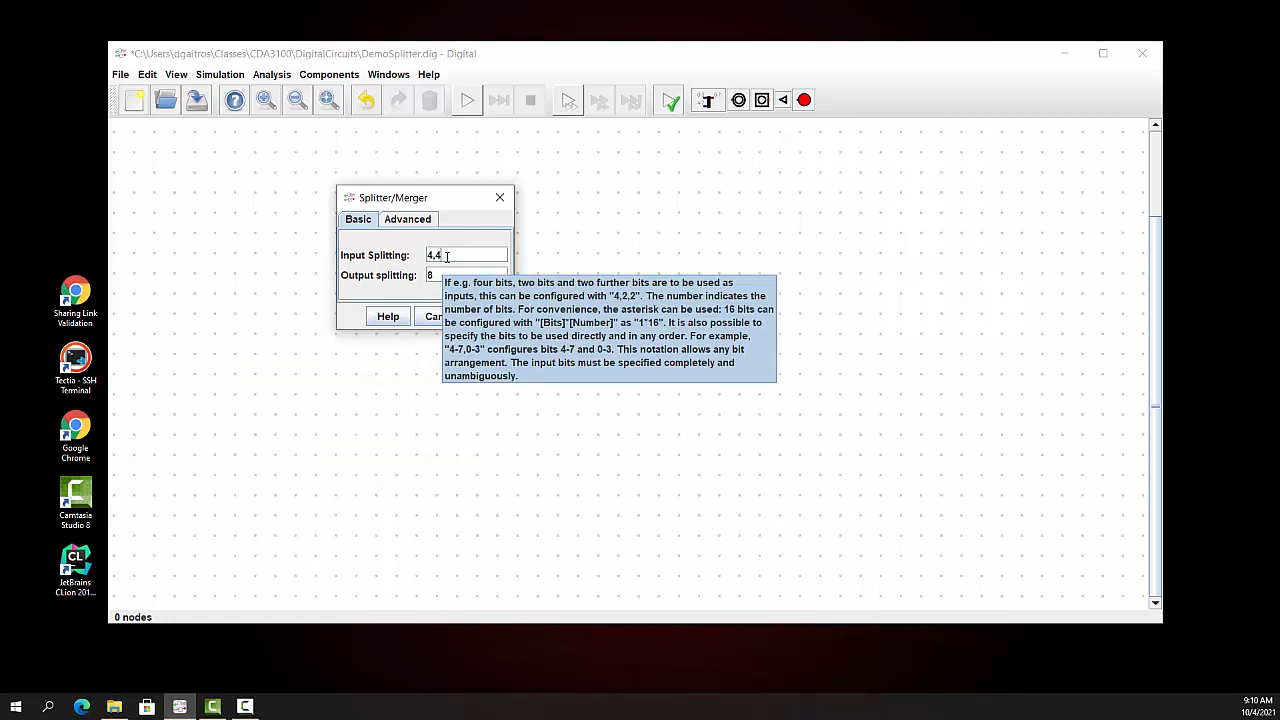 *C:\Users\dgaitros\Classes\CDA3100\DigitalCircuits\DemoSplitter.dig - Digital
File Edit View Simulation Analysis Components Windows Help
Splitter/Merger
Basic Advanced
Input Splitting: 4,4
Output splitting: 8
If e.g. four bits, two bits and two further bits are to be used as
inputs, this can be configured with "4,2,2". The number indicates the
number of bits. For convenience, the asterisk can be used: 16 bits can
be configured with "[Bits]*[Number]" as "1*16". It is also possible to
specify the bits to be used directly and in any order. For example,
"4-7,0-3" configures bits 4-7 and 0-3. This notation allows any bit
arrangement. The input bits must be specified completely and
unambiguously.
Help Can
0 nodes
Sharing Link
Validation
Tectia - SSH
Terminal
Google
Chrome
Camtasia
Studio 8
CL
JetBrains
CLion 201...
9:10 AM
10/4/2021